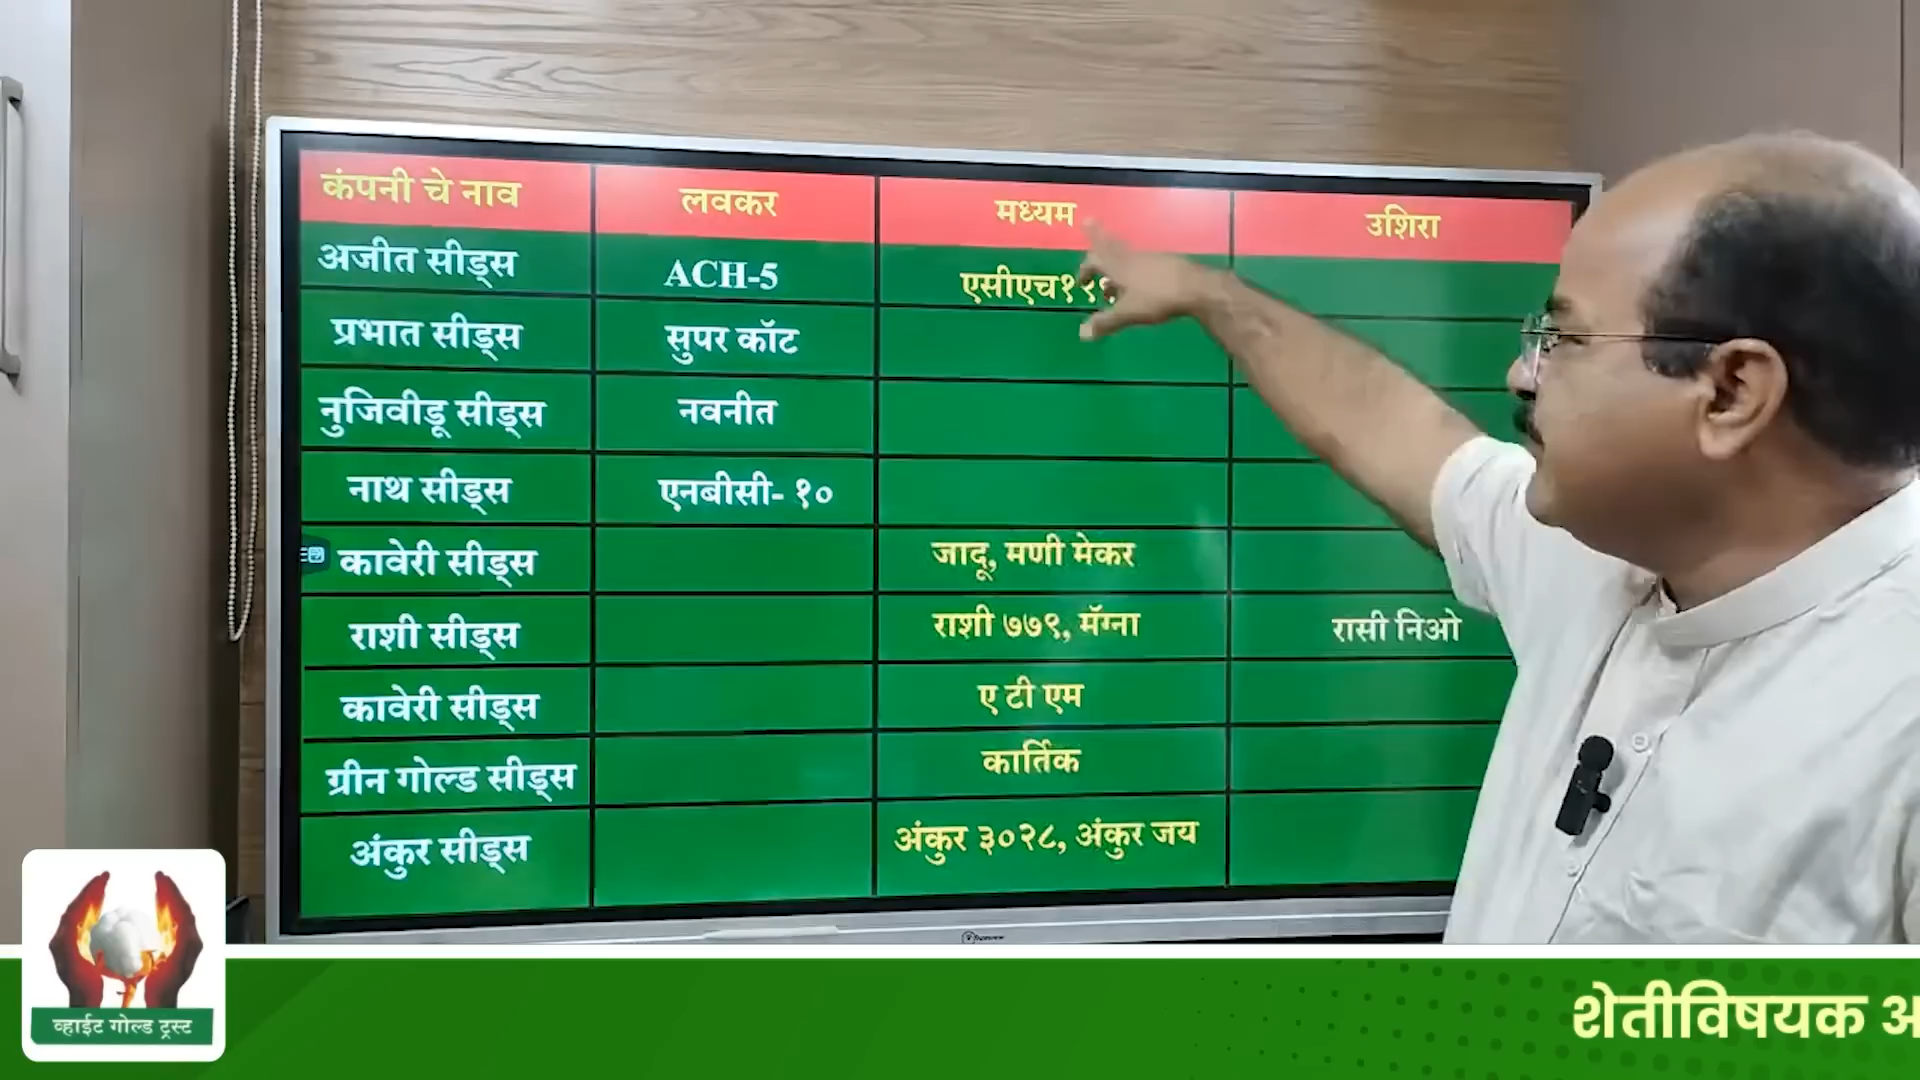 कंपनी चे नाव लवकर मध्यम उशिरा
अजीत सीड्स ACH-5
प्रभात सीड्स सुपर कॉट
नुजिवीडू सीड्स नवनीत
नाथ सीड्स एनबीसी- १०
कावेरी सीड्स जादू, मणी मेकर
राशी सीड्स राशी ७७९, मॅग्ना रासी निओ
कावेरी सीड्स ए टी एम
ग्रीन गोल्ड सीड्स कार्तिक
अंकुर सीड्स अंकुर ३०२८, अंकुर जय
व्हाईट गोल्ड ट्रस्ट
शेतीविषयक